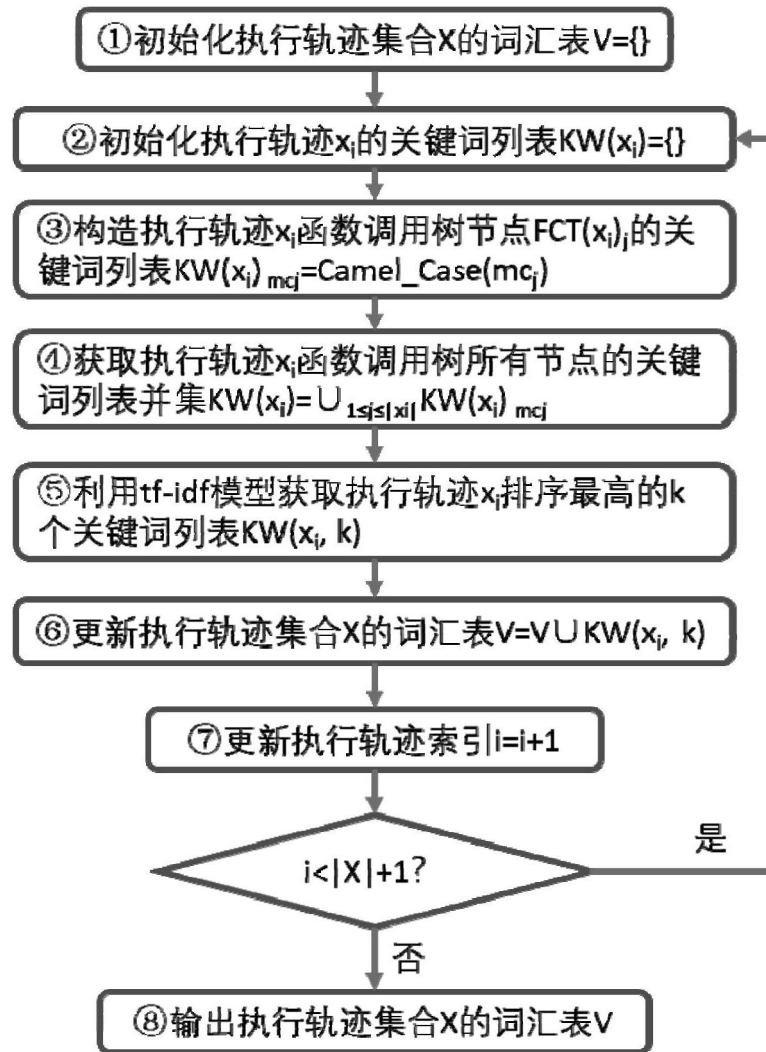 ①初始化执行轨迹集合X的词汇表V={}
②初始化执行轨迹xᵢ的关键词列表KW(xᵢ)={}
③构造执行轨迹xᵢ函数调用树节点FCT(xᵢ)ⱼ的关
键词列表KW(xᵢ) mcj=Camel_Case(mcⱼ)
④获取执行轨迹xᵢ函数调用树所有节点的关键
词列表并集KW(xᵢ)=∪1≤j≤|xi|KW(xᵢ) mcj
⑤利用tf-idf模型获取执行轨迹xᵢ排序最高的k
个关键词列表KW(xᵢ, k)
⑥更新执行轨迹集合X的词汇表V=V∪KW(xᵢ, k)
⑦更新执行轨迹索引i=i+1
i<|X|+1?
是
否
⑧输出执行轨迹集合X的词汇表V